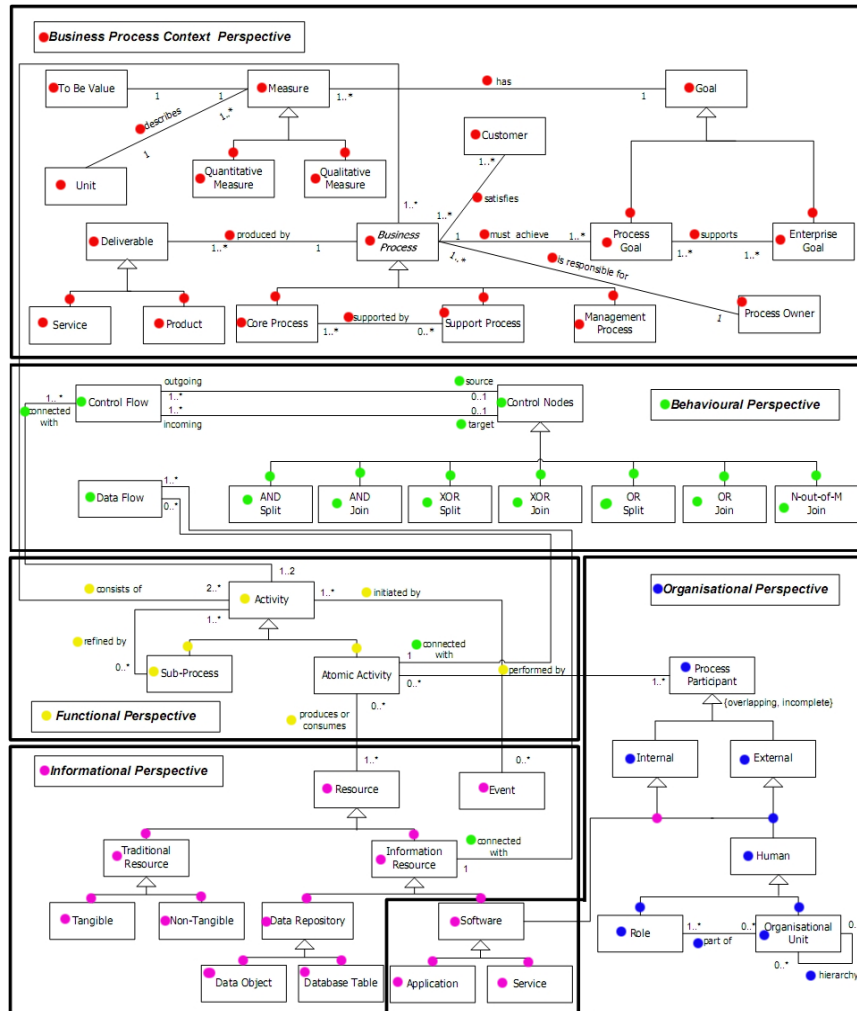 Business Process Context Perspective
To Be Value
1
1
Measure
1..*
has
1
Goal
describes
1..*
1
Unit
Quantitative
Measure
Qualitative
Measure
Customer
1..*
satisfies
1..*
1..*
Deliverable
produced by
1..*
1
Business
Process
1
must achieve
1..*
Process
Goal
supports
1..*
1..*
Enterprise
Goal
1..*
is responsible for
1
Process Owner
Service
Product
Core Process
supported by
1..*
0..*
Support Process
Management
Process
1..*
connected
with
Control Flow
outgoing
1..*
1..*
incoming
source
0..1
0..1
target
Control Nodes
Behavioural Perspective
Data Flow
1..*
0..*
AND
Split
AND
Join
XOR
Split
XOR
Join
OR
Split
OR
Join
N-out-of-M
Join
1..2
consists of
2..*
Activity
1..*
initiated by
1..*
refined by
0..*
Sub-Process
Atomic Activity
1
connected
with
0..*
performed by
0..*
produces or
consumes
Functional Perspective
Organisational Perspective
1..*
Process
Participant
{overlapping, incomplete}
Internal
External
Human
Role
1..*
part of
0..*
Organisational
Unit
0..*
hierarchy
Informational Perspective
1..*
Resource
0..*
Event
Traditional
Resource
Information
Resource
connected
with
1
Tangible
Non-Tangible
Data Repository
Software
Data Object
Database Table
Application
Service